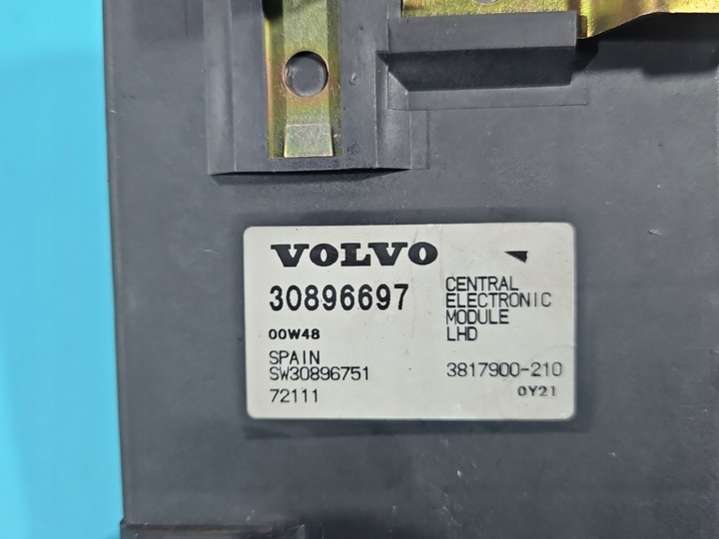 VOLVO
30896697
00W48
SPAIN
SW30896751
72111
CENTRAL
ELECTRONIC
MODULE
LHD
3817900-210
0Y21